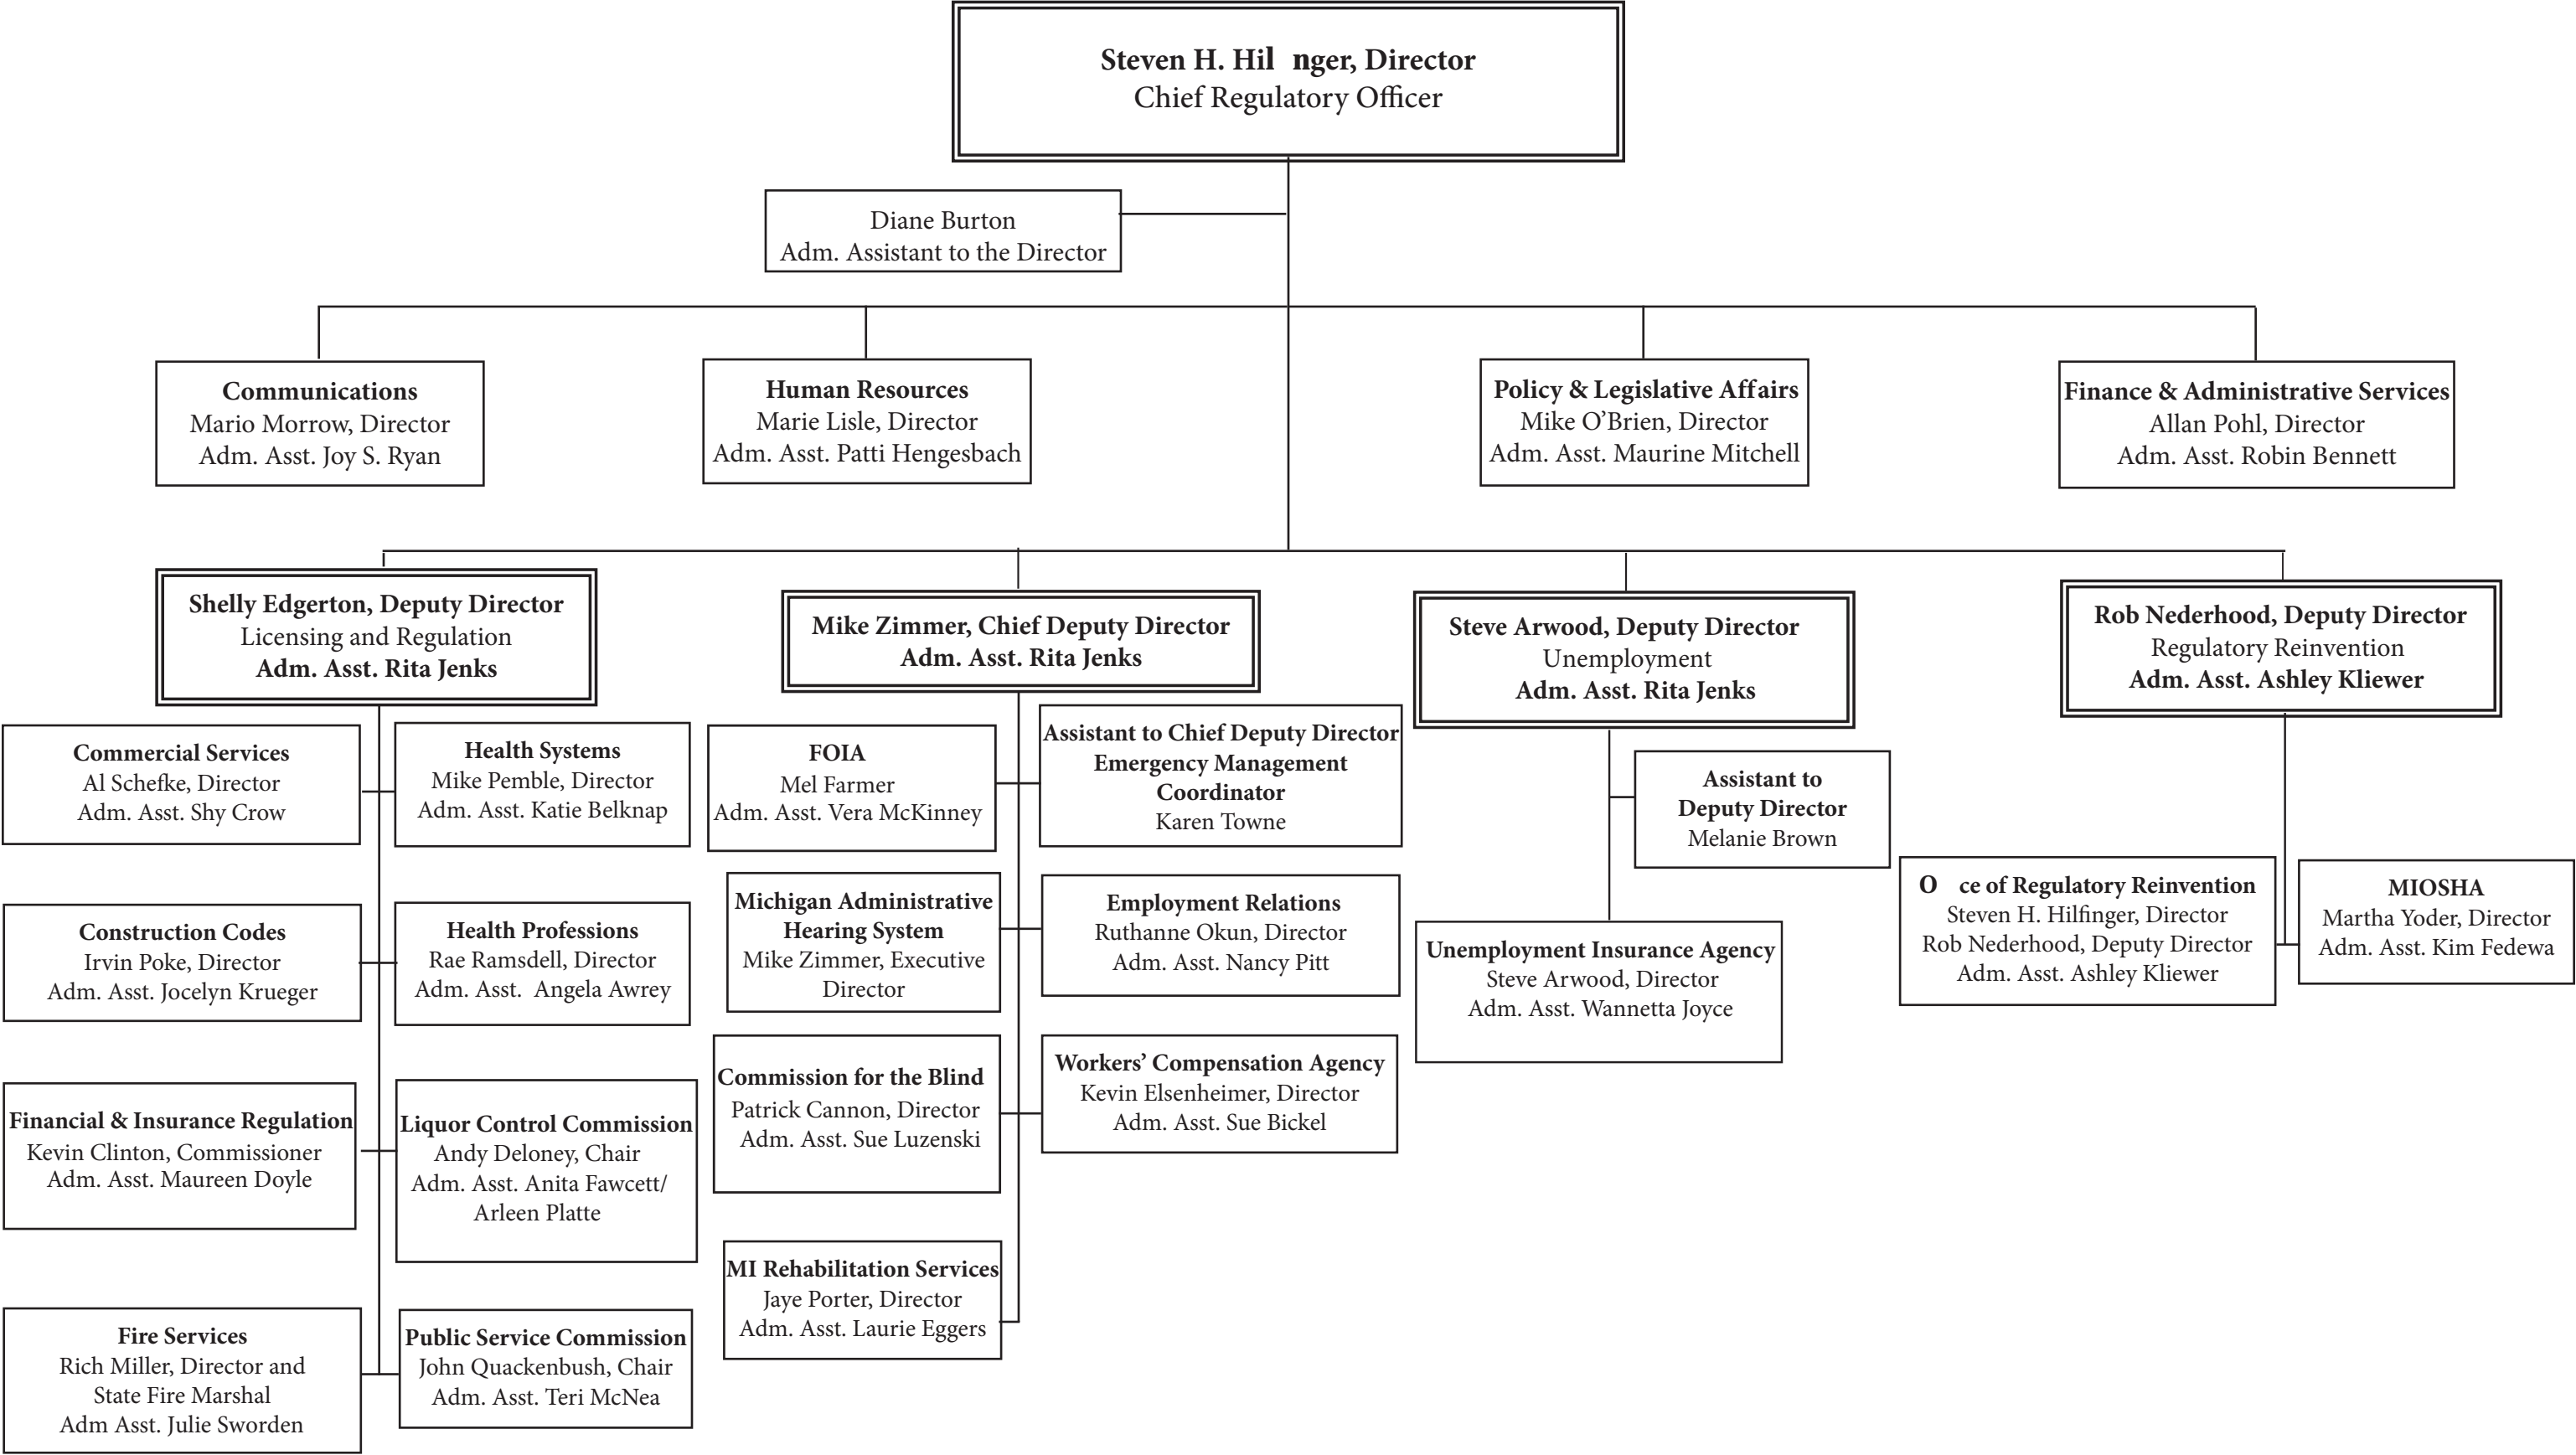 Steven H. Hil nger, Director
Chief Regulatory Officer
Diane Burton
Adm. Assistant to the Director
Communications
Mario Morrow, Director
Adm. Asst. Joy S. Ryan
Human Resources
Marie Lisle, Director
Adm. Asst. Patti Hengesbach
Policy & Legislative Affairs
Mike O’Brien, Director
Adm. Asst. Maurine Mitchell
Finance & Administrative Services
Allan Pohl, Director
Adm. Asst. Robin Bennett
Shelly Edgerton, Deputy Director
Licensing and Regulation
Adm. Asst. Rita Jenks
Mike Zimmer, Chief Deputy Director
Adm. Asst. Rita Jenks
Steve Arwood, Deputy Director
Unemployment
Adm. Asst. Rita Jenks
Rob Nederhood, Deputy Director
Regulatory Reinvention
Adm. Asst. Ashley Kliewer
Commercial Services
Al Schefke, Director
Adm. Asst. Shy Crow
Health Systems
Mike Pemble, Director
Adm. Asst. Katie Belknap
FOIA
Mel Farmer
Adm. Asst. Vera McKinney
Assistant to Chief Deputy Director
Emergency Management
Coordinator
Karen Towne
Assistant to
Deputy Director
Melanie Brown
Construction Codes
Irvin Poke, Director
Adm. Asst. Jocelyn Krueger
Health Professions
Rae Ramsdell, Director
Adm. Asst.  Angela Awrey
Michigan Administrative
Hearing System
Mike Zimmer, Executive
Director
Employment Relations
Ruthanne Okun, Director
Adm. Asst. Nancy Pitt
Unemployment Insurance Agency
Steve Arwood, Director
Adm. Asst. Wannetta Joyce
O ce of Regulatory Reinvention
Steven H. Hilfinger, Director
Rob Nederhood, Deputy Director
Adm. Asst. Ashley Kliewer
MIOSHA
Martha Yoder, Director
Adm. Asst. Kim Fedewa
Financial & Insurance Regulation
Kevin Clinton, Commissioner
Adm. Asst. Maureen Doyle
Liquor Control Commission
Andy Deloney, Chair
Adm. Asst. Anita Fawcett/
Arleen Platte
Commission for the Blind
Patrick Cannon, Director
Adm. Asst. Sue Luzenski
Workers’ Compensation Agency
Kevin Elsenheimer, Director
Adm. Asst. Sue Bickel
Fire Services
Rich Miller, Director and
State Fire Marshal
Adm Asst. Julie Sworden
Public Service Commission
John Quackenbush, Chair
Adm. Asst. Teri McNea
MI Rehabilitation Services
Jaye Porter, Director
Adm. Asst. Laurie Eggers